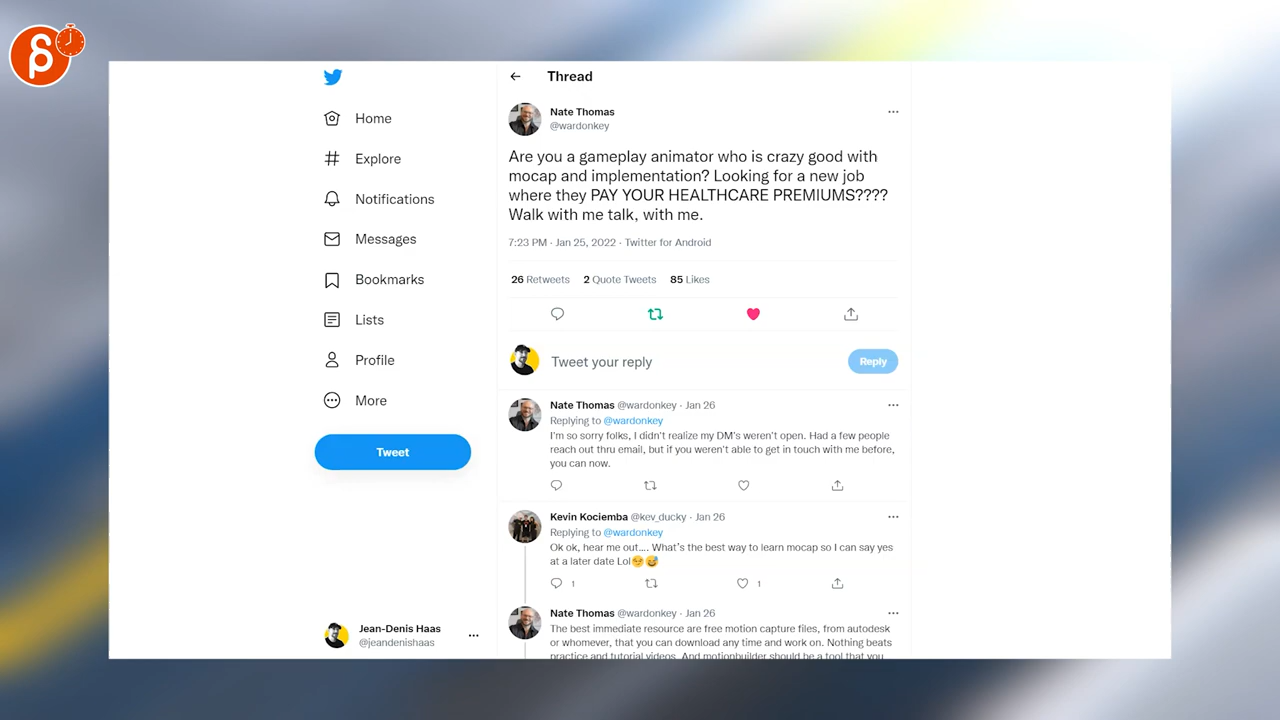 Thread
Nate Thomas
@wardonkey
Are you a gameplay animator who is crazy good with
mocap and implementation? Looking for a new job
where they PAY YOUR HEALTHCARE PREMIUMS????
Walk with me talk, with me.
7:23 PM · Jan 25, 2022 · Twitter for Android
26 Retweets 2 Quote Tweets 85 Likes
Tweet your reply
Reply
Nate Thomas @wardonkey · Jan 26
Replying to @wardonkey
I'm so sorry folks, I didn't realize my DM's weren't open. Had a few people
reach out thru email, but if you weren't able to get in touch with me before,
you can now.
Kevin Kociemba @kev_ducky · Jan 26
Replying to @wardonkey
Ok ok, hear me out.... What's the best way to learn mocap so I can say yes
at a later date Lol😏😅
1 1
Nate Thomas @wardonkey · Jan 26
The best immediate resource are free motion capture files, from autodesk
or whomever, that you can download any time and work on. Nothing beats
practice and tutorial videos. And motionbuilder should be a tool that you
Home
Explore
Notifications
Messages
Bookmarks
Lists
Profile
More
Tweet
Jean-Denis Haas
@jeandenishaas